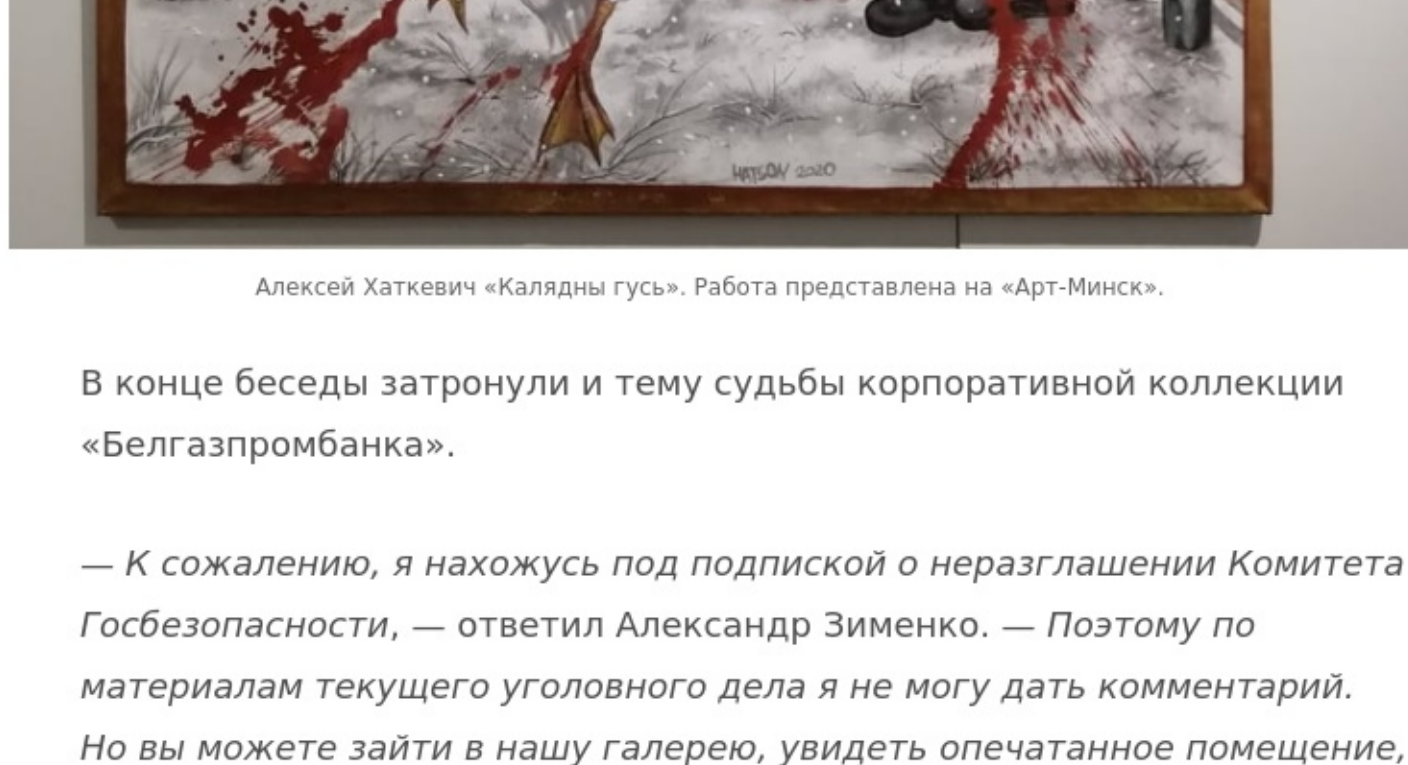 HATSON 2020
Алексей Хаткевич «Калядны гусь». Работа представлена на «Арт-Минск».
В конце беседы затронули и тему судьбы корпоративной коллекции
«Белгазпромбанка».
— К сожалению, я нахожусь под подпиской о неразглашении Комитета
Госбезопасности, — ответил Александр Зименко. — Поэтому по
материалам текущего уголовного дела я не могу дать комментарий.
Но вы можете зайти в нашу галерею, увидеть опечатанное помещение,